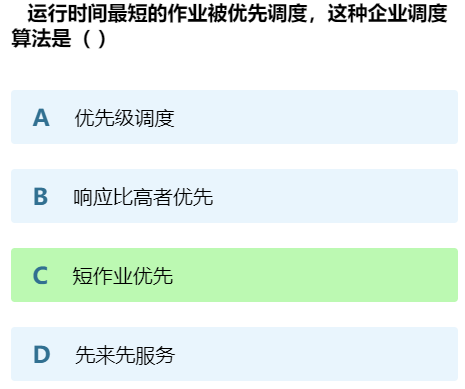 运行时间最短的作业被优先调度，这种企业调度
算法是（ ）
A 优先级调度
B 响应比高者优先
C 短作业优先
D 先来先服务